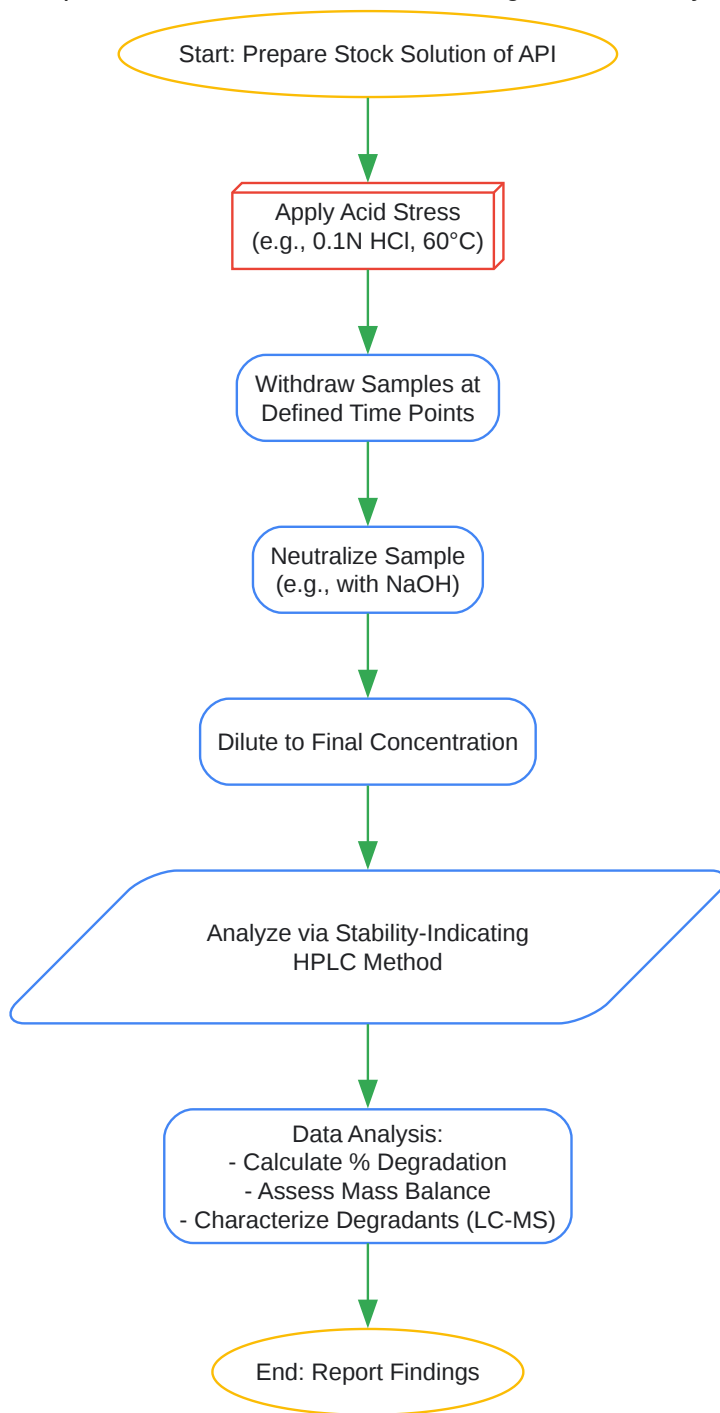 Start: Prepare Stock Solution of API
Apply Acid Stress
(e.g., 0.1N HCl, 60°C)
Withdraw Samples at
Defined Time Points
Neutralize Sample
(e.g., with NaOH)
Dilute to Final Concentration
Analyze via Stability-Indicating
HPLC Method
Data Analysis:
- Calculate % Degradation
- Assess Mass Balance
- Characterize Degradants (LC-MS)
End: Report Findings